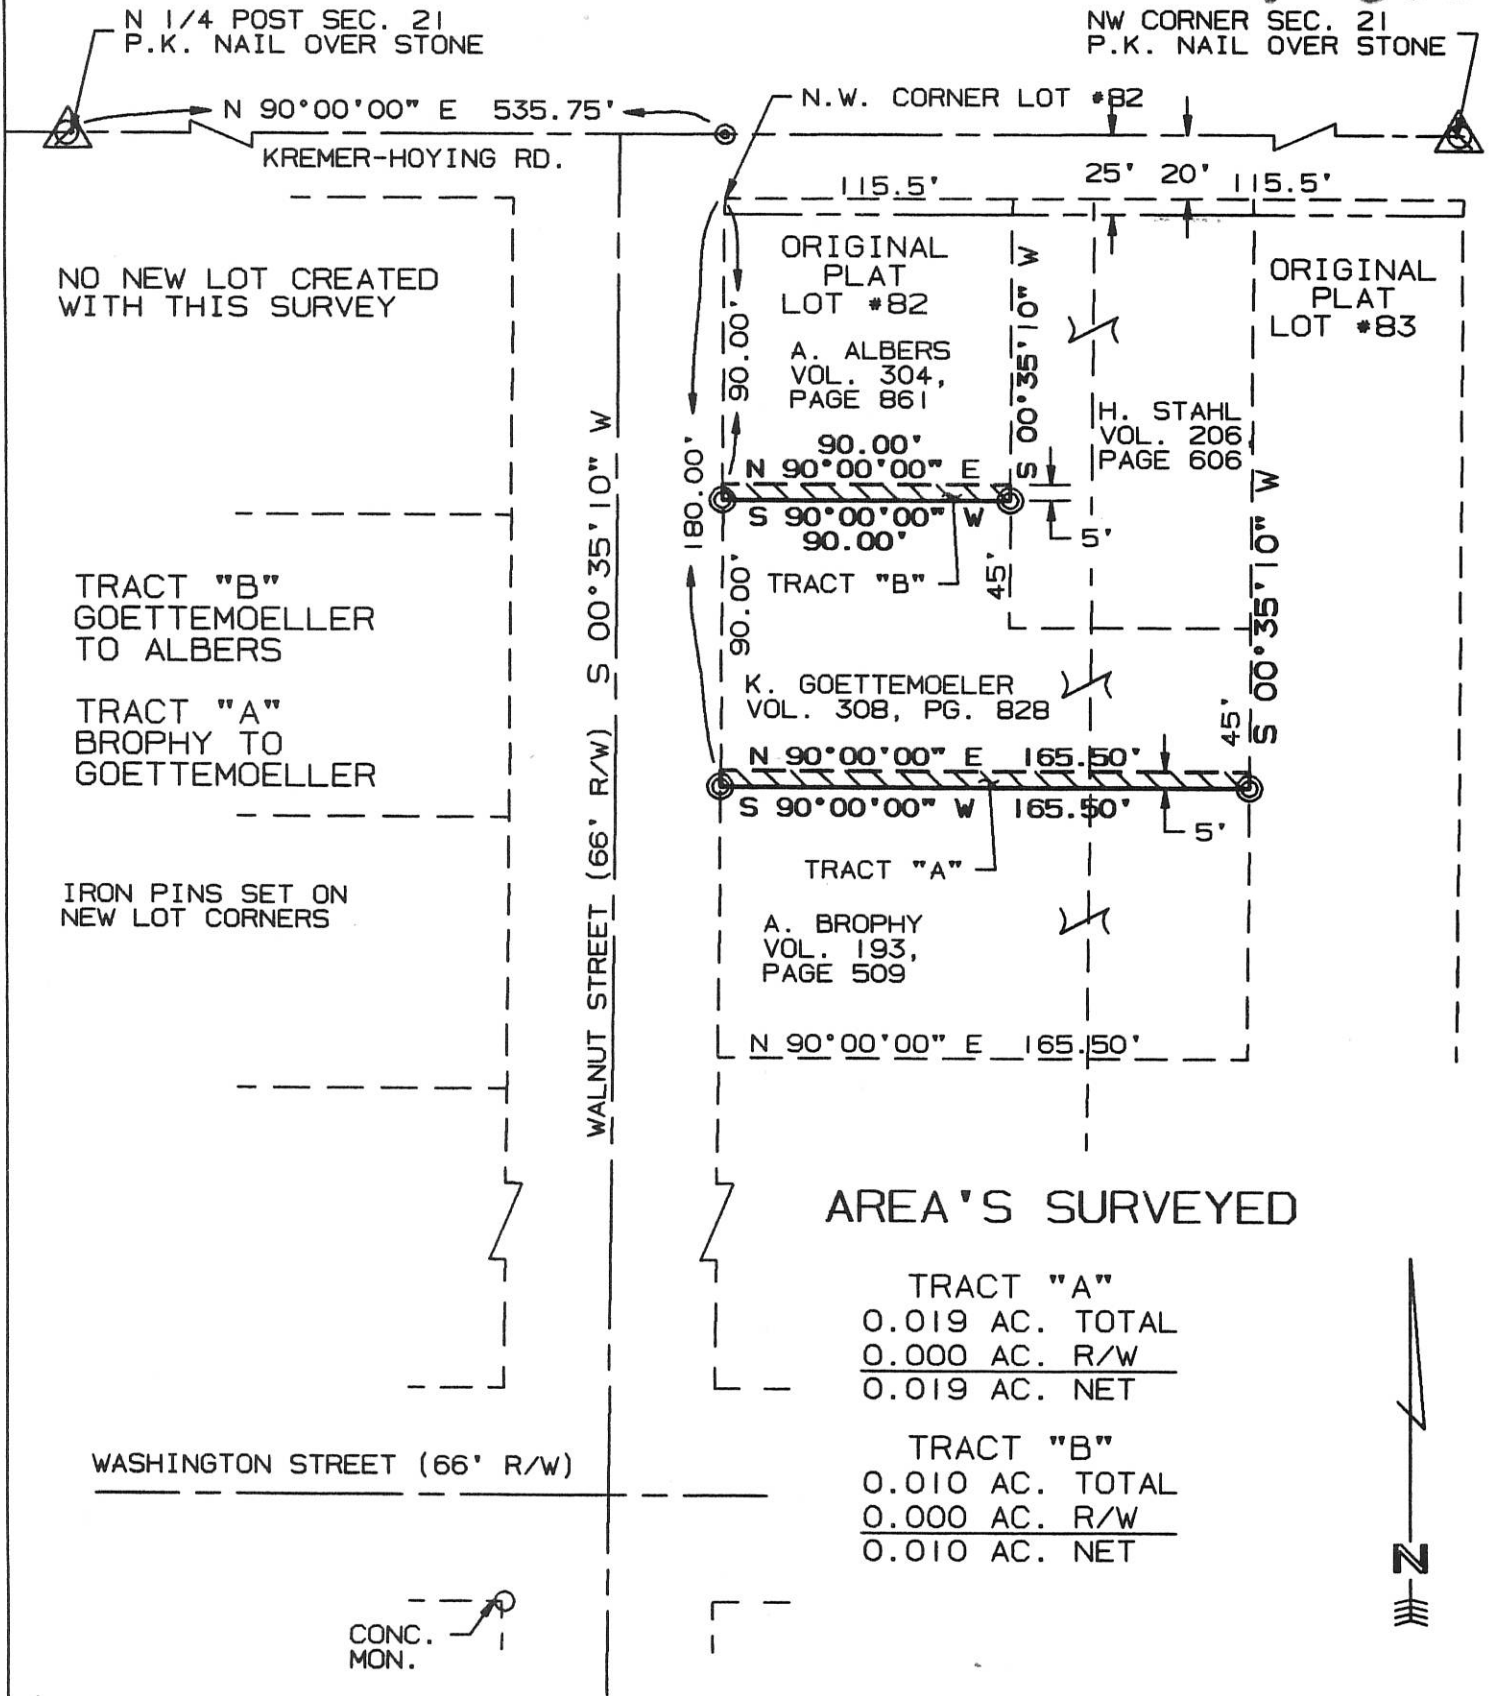 N 1/4 POST SEC. 21
P.K. NAIL OVER STONE
NW CORNER SEC. 21
P.K. NAIL OVER STONE
N 90°00'00" E 535.75'
N.W. CORNER LOT #82
KREMER-HOYING RD.
115.5'
25' 20'
115.5'
NO NEW LOT CREATED
WITH THIS SURVEY
ORIGINAL
PLAT
LOT #82
ORIGINAL
PLAT
LOT #83
90.00'
S 00°35'10" W
A. ALBERS
VOL. 304,
PAGE 861
H. STAHL
VOL. 206
PAGE 606
90.00'
N 90°00'00" E
S 90°00'00" W
90.00'
5'
180.00'
S 00°35'10" W
S 00°35'10" W
TRACT "B"
90.00'
45'
TRACT "B"
GOETTEMOELLER
TO ALBERS
TRACT "A"
BROPHY TO
GOETTEMOELLER
K. GOETTEMOELER
VOL. 308, PG. 828
45'
N 90°00'00" E 165.50'
S 90°00'00" W 165.50'
5'
TRACT "A"
IRON PINS SET ON
NEW LOT CORNERS
WALNUT STREET (66' R/W)
A. BROPHY
VOL. 193,
PAGE 509
N 90°00'00" E 165.50'
AREA'S SURVEYED
TRACT "A"
0.019 AC. TOTAL
0.000 AC. R/W
0.019 AC. NET
TRACT "B"
0.010 AC. TOTAL
0.000 AC. R/W
0.010 AC. NET
WASHINGTON STREET (66' R/W)
N
CONC.
MON.